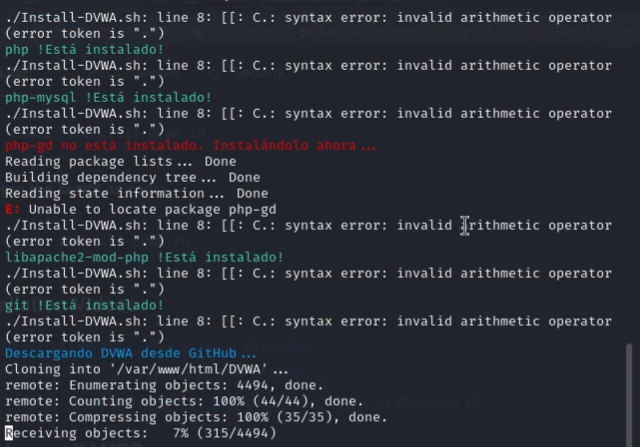 ./Install-DVWA.sh: line 8: [[: C.: syntax error: invalid arithmetic operator
(error token is ".")
php !Está instalado!
./Install-DVWA.sh: line 8: [[: C.: syntax error: invalid arithmetic operator
(error token is ".")
php-mysql !Está instalado!
./Install-DVWA.sh: line 8: [[: C.: syntax error: invalid arithmetic operator
(error token is ".")
php-gd no está instalado. Instalándolo ahora...
Reading package lists... Done
Building dependency tree... Done
Reading state information... Done
E: Unable to locate package php-gd
./Install-DVWA.sh: line 8: [[: C.: syntax error: invalid arithmetic operator
(error token is ".")
libapache2-mod-php !Está instalado!
./Install-DVWA.sh: line 8: [[: C.: syntax error: invalid arithmetic operator
(error token is ".")
git !Está instalado!
./Install-DVWA.sh: line 8: [[: C.: syntax error: invalid arithmetic operator
(error token is ".")
Descargando DVWA desde GitHub...
Cloning into '/var/www/html/DVWA'...
remote: Enumerating objects: 4494, done.
remote: Counting objects: 100% (44/44), done.
remote: Compressing objects: 100% (35/35), done.
Receiving objects:   7% (315/4494)